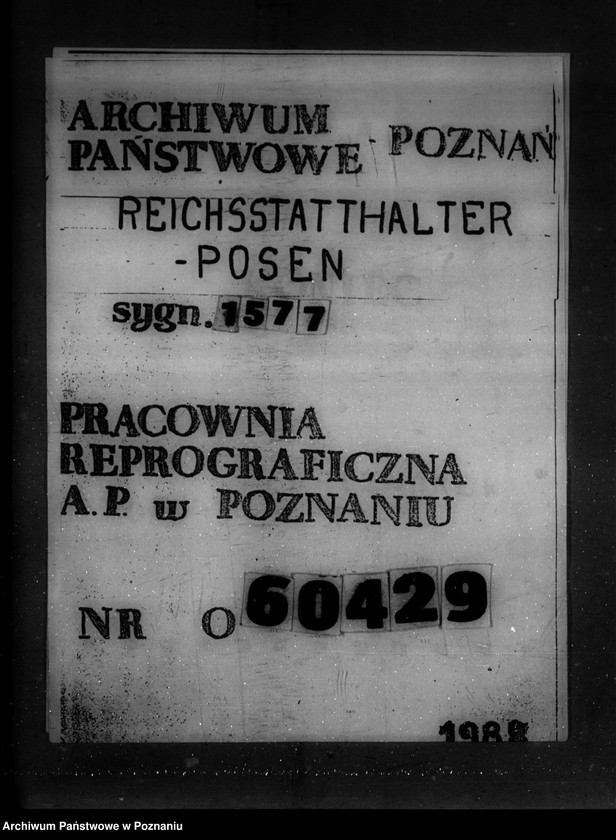 ARCHIWUM
PAŃSTWOWE POZNAŃ
REICHSSTATTHALTER
-POSEN
sygn. 1577
PRACOWNIA
REPROGRAFICZNA
A.P. w POZNANIU
NR O 60429
Archiwum Państwowe w Poznaniu